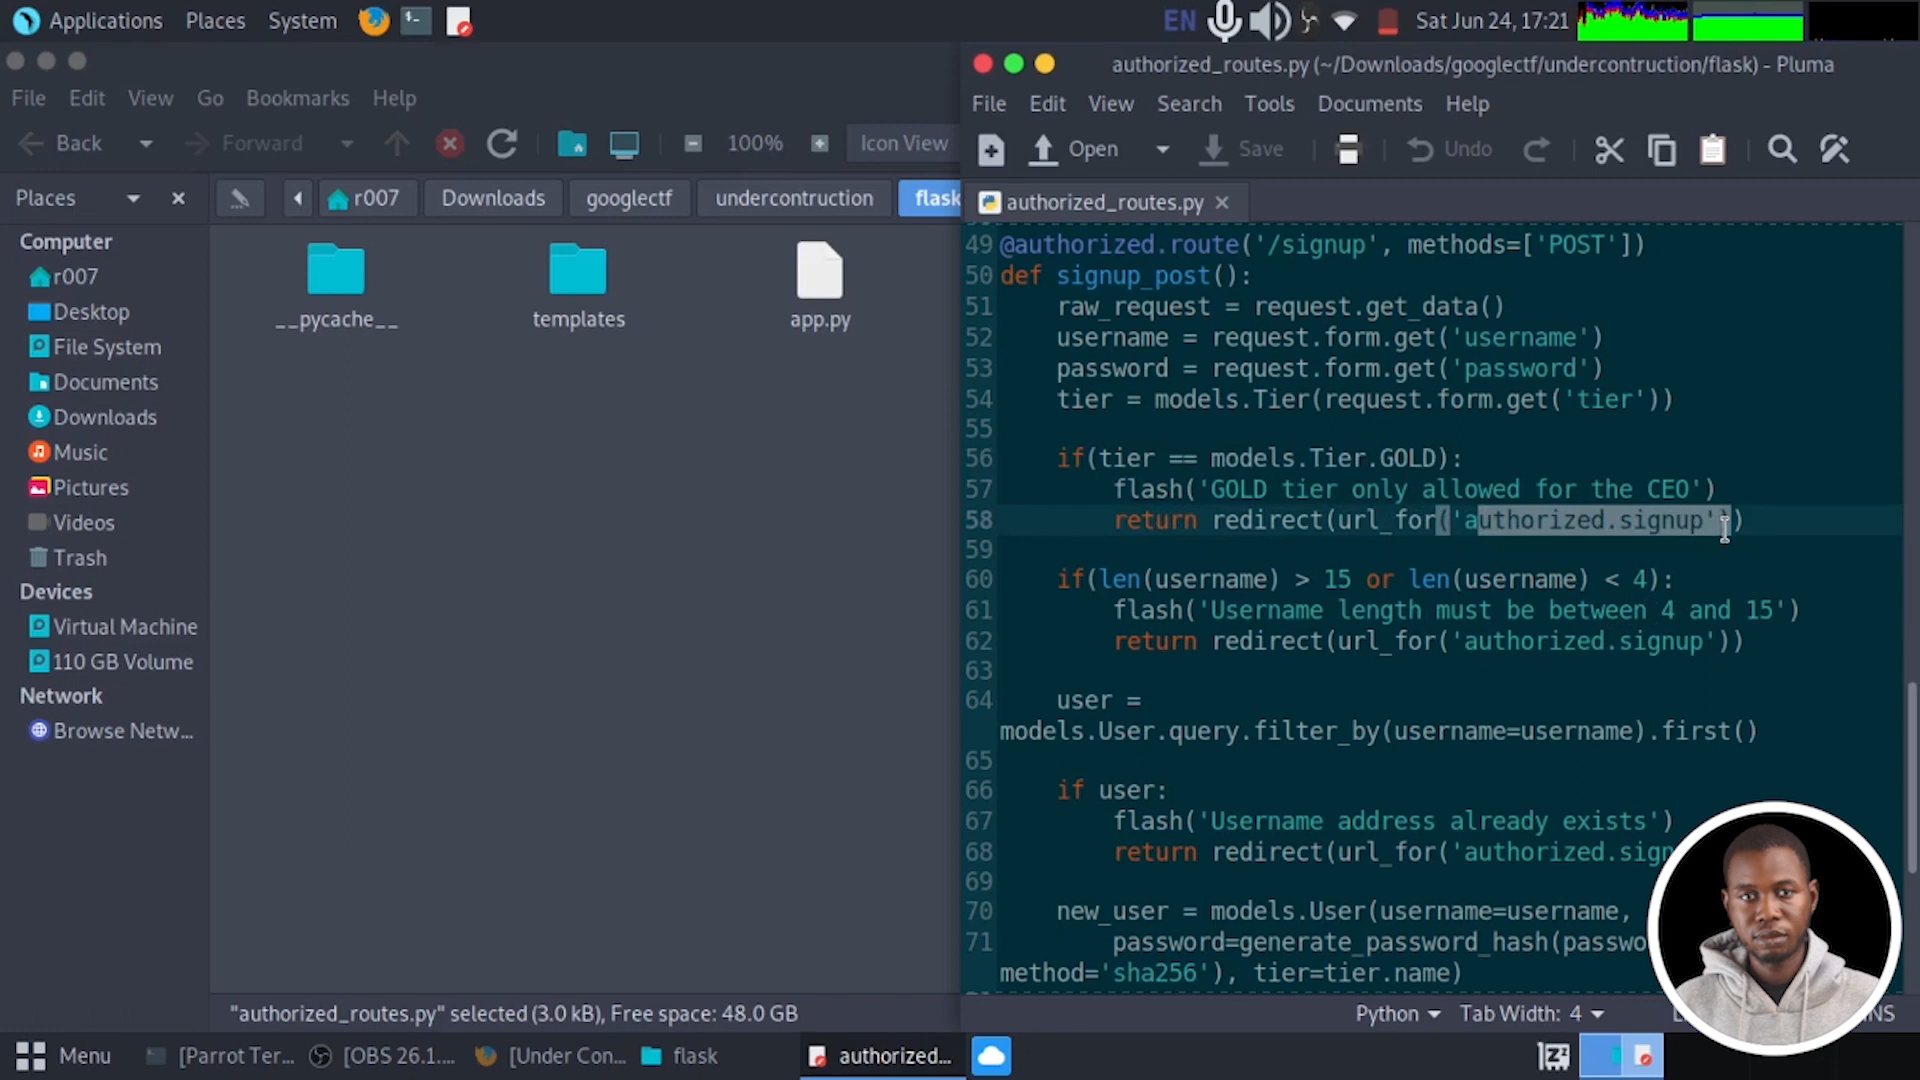 Applications Places System EN Sat Jun 24, 17:21
File Edit View Go Bookmarks Help
Back Forward 100% Icon View
Places r007 Downloads googlectf undercontruction flask
Computer
r007
Desktop
File System
Documents
Downloads
Music
Pictures
Videos
Trash
Devices
Virtual Machine
110 GB Volume
Network
Browse Netw...
__pycache__ templates app.py
"authorized_routes.py" selected (3.0 kB), Free space: 48.0 GB
authorized_routes.py (~/Downloads/googlectf/undercontruction/flask) - Pluma
File Edit View Search Tools Documents Help
Open Save Undo
authorized_routes.py
49 @authorized.route('/signup', methods=['POST'])
50 def signup_post():
51 raw_request = request.get_data()
52 username = request.form.get('username')
53 password = request.form.get('password')
54 tier = models.Tier(request.form.get('tier'))
55
56 if(tier == models.Tier.GOLD):
57 flash('GOLD tier only allowed for the CEO')
58 return redirect(url_for('authorized.signup'))
59
60 if(len(username) > 15 or len(username) < 4):
61 flash('Username length must be between 4 and 15')
62 return redirect(url_for('authorized.signup'))
63
64 user =
models.User.query.filter_by(username=username).first()
65
66 if user:
67 flash('Username address already exists')
68 return redirect(url_for('authorized.sign
69
70 new_user = models.User(username=username,
71 password=generate_password_hash(passwo
method='sha256'), tier=tier.name)
Python Tab Width: 4 NS
Menu [Parrot Ter... [OBS 26.1.... [Under Con... flask authorized...